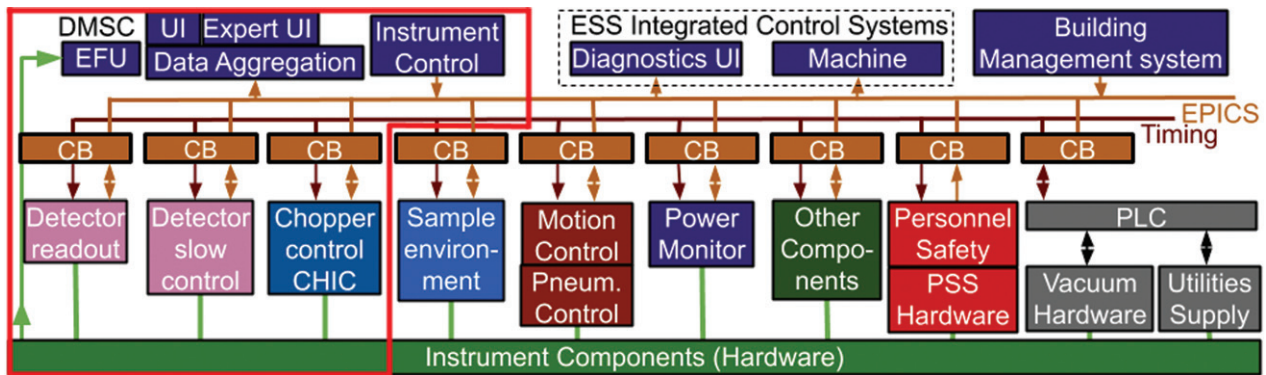 DMSC
EFU
UI
Expert UI
Data Aggregation
Instrument
Control
ESS Integrated Control Systems
Diagnostics UI
Machine
Building
Management system
EPICS
Timing
CB
CB
CB
CB
CB
CB
CB
CB
CB
Detector
readout
Detector
slow
control
Chopper
control
CHIC
Sample
environ-
ment
Motion
Control
Pneum.
Control
Power
Monitor
Other
Compo-
nents
Personnel
Safety
PSS
Hardware
PLC
Vacuum
Hardware
Utilities
Supply
Instrument Components (Hardware)